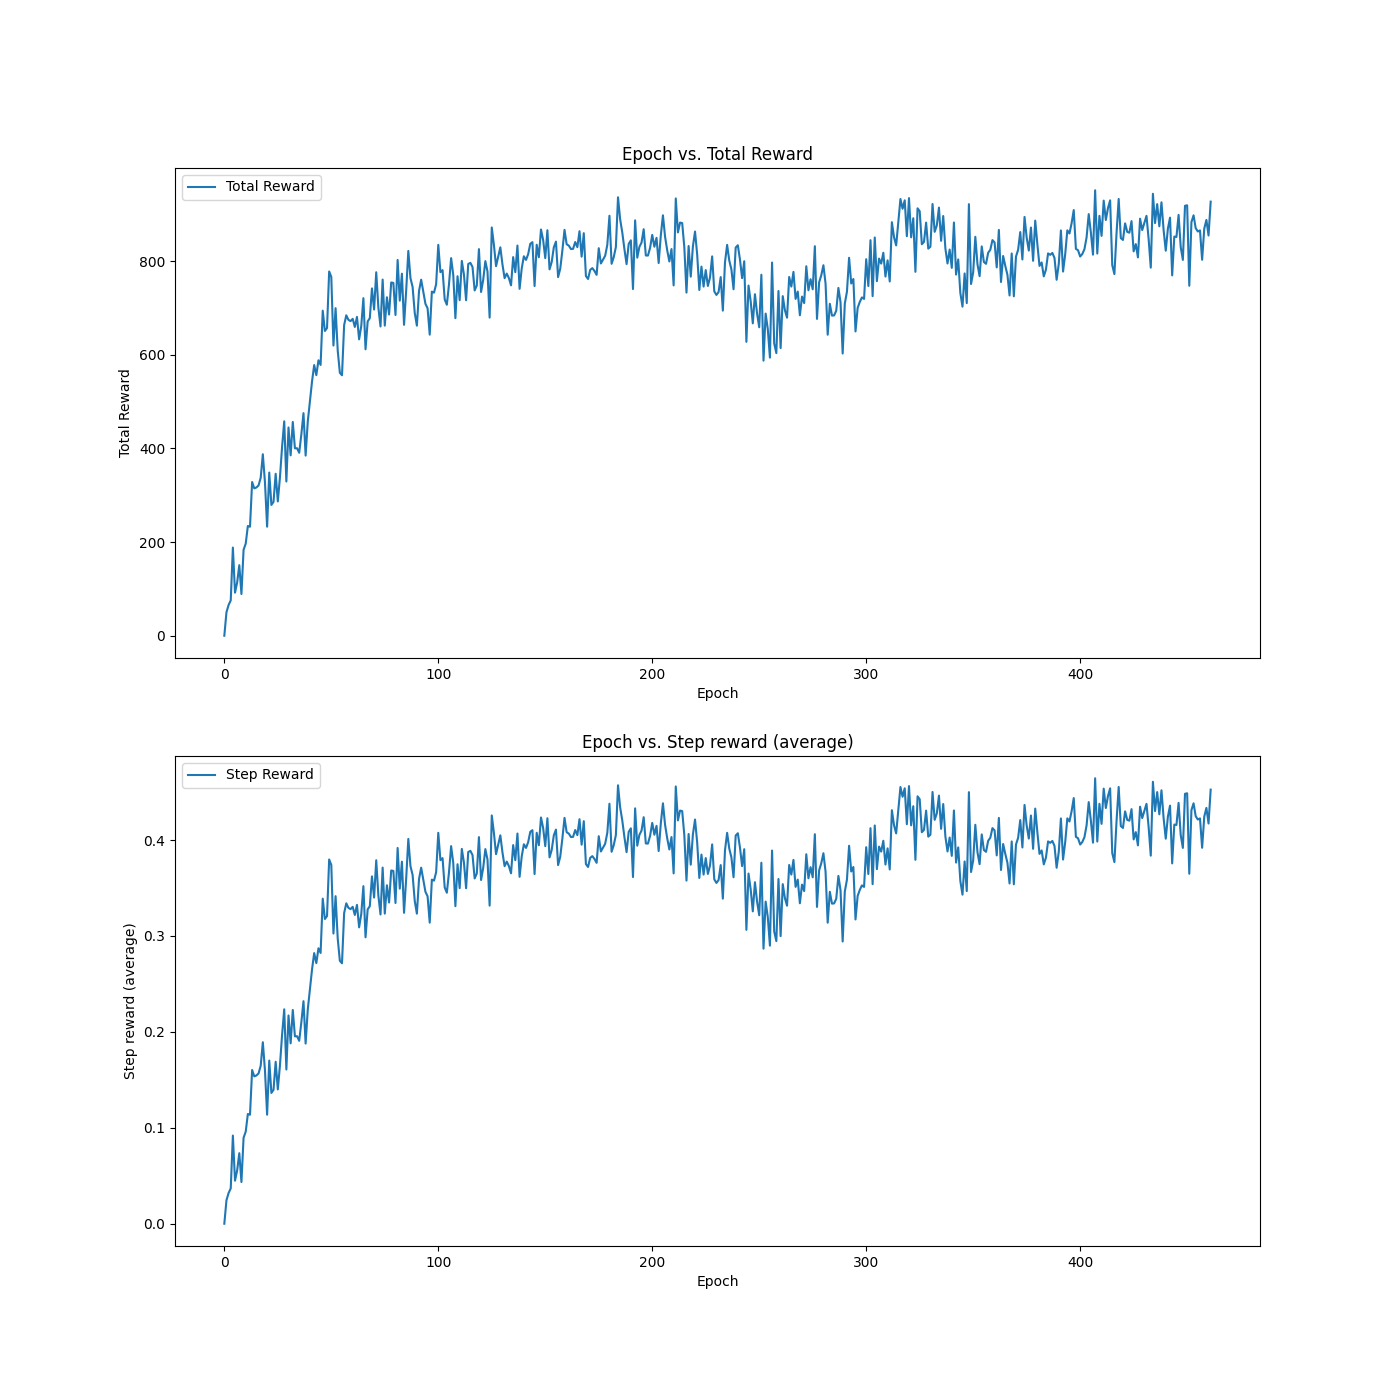 Epoch vs. Total Reward
Total Reward
800
600
400
200
0
Total Reward
0 100 200 300 400
Epoch
Epoch vs. Step reward (average)
Step Reward
0.4
0.3
0.2
0.1
0.0
Step reward (average)
0 100 200 300 400
Epoch